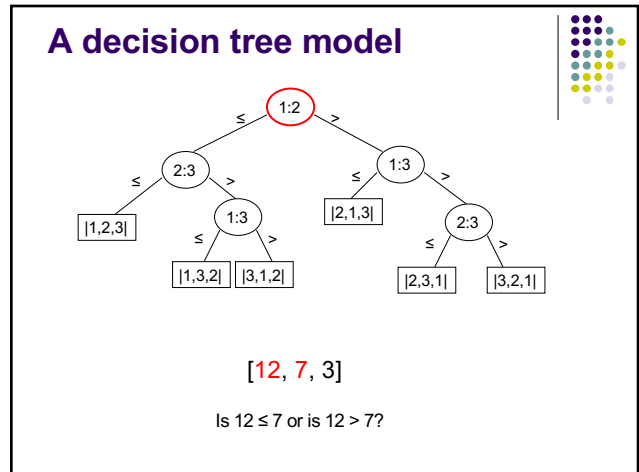 A decision tree model
1:2
≤ >
2:3 1:3
≤ > ≤ >
|1,2,3| 1:3 |2,1,3| 2:3
≤ > ≤ >
|1,3,2| |3,1,2| |2,3,1| |3,2,1|
[12, 7, 3]
Is 12 ≤ 7 or is 12 > 7?